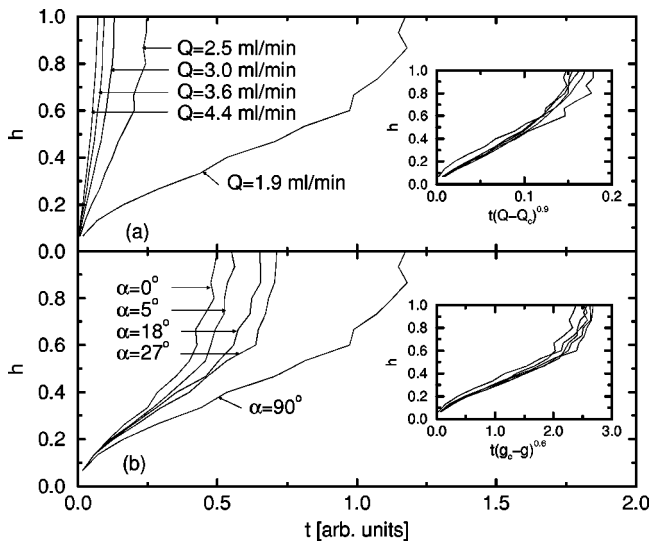 1.0
0.8
0.6
0.4
0.2
h
Q=2.5 ml/min
Q=3.0 ml/min
Q=3.6 ml/min
Q=4.4 ml/min
Q=1.9 ml/min
(a)
1.0
0.8
0.6
0.4
0.2
0.0
h
0.0 0.1 0.2
t(Q−Qc)^0.9
1.0
0.8
0.6
0.4
0.2
0.0
h
α=0°
α=5°
α=18°
α=27°
α=90°
(b)
1.0
0.8
0.6
0.4
0.2
0.0
h
0.0 1.0 2.0 3.0
t(gc−g)^0.6
0.0 0.5 1.0 1.5 2.0
t [arb. units]